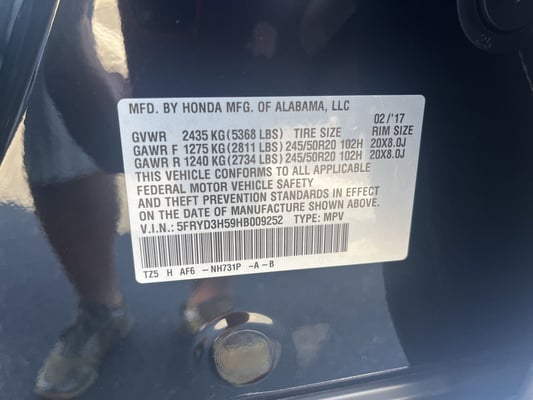 MFD. BY HONDA MFG. OF ALABAMA, LLC
02/'17
GVWR 2435 KG(5368 LBS) TIRE SIZE RIM SIZE
GAWR F 1275 KG (2811 LBS) 245/50R20 102H 20X8.0J
GAWR R 1240 KG (2734 LBS) 245/50R20 102H 20X8.0J
THIS VEHICLE CONFORMS TO ALL APPLICABLE
FEDERAL MOTOR VEHICLE SAFETY
AND THEFT PREVENTION STANDARDS IN EFFECT
ON THE DATE OF MANUFACTURE SHOWN ABOVE.
V.I.N.: 5FRYD3H59HB009252 TYPE: MPV
TZ5 H AF6 -NH731P -A-B